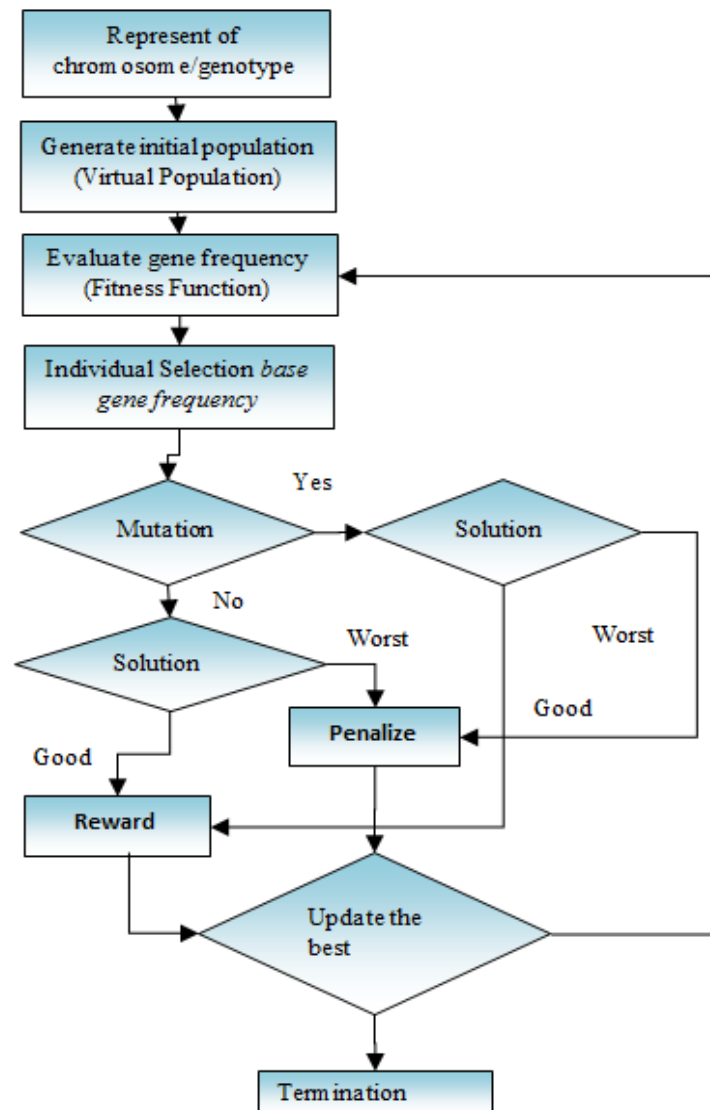 Represent of
chromosome/genotype
Generate initial population
(Virtual Population)
Evaluate gene frequency
(Fitness Function)
Individual Selection base
gene frequency
Yes
Mutation
Solution
No
Worst
Solution
Worst
Good
Penalize
Good
Reward
Update the
best
Termination